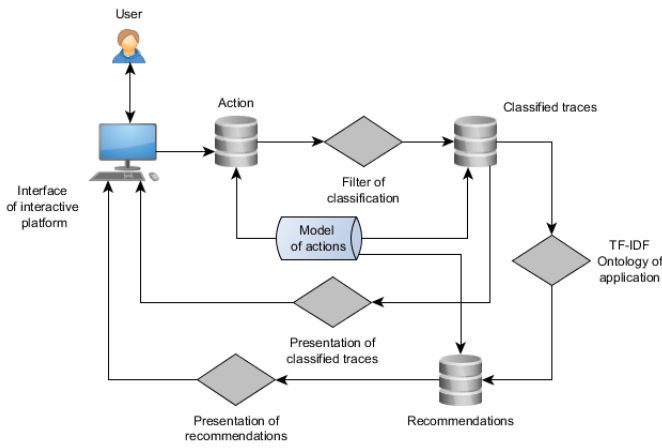 User
Action
Classified traces
Filter of
classification
Interface
of interactive
platform
Model
of actions
TF-IDF
Ontology of
application
Presentation of
classified traces
Presentation of
recommendations
Recommendations